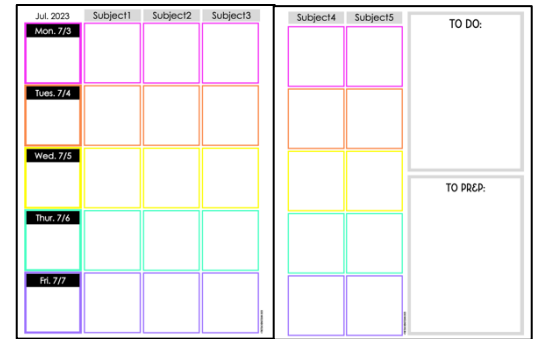 Jul. 2023 Subject1 Subject2 Subject3
Mon. 7/3
Tues. 7/4
Wed. 7/5
Thur. 7/6
Fri. 7/7
Subject4 Subject5
TO DO:
TO PREP: